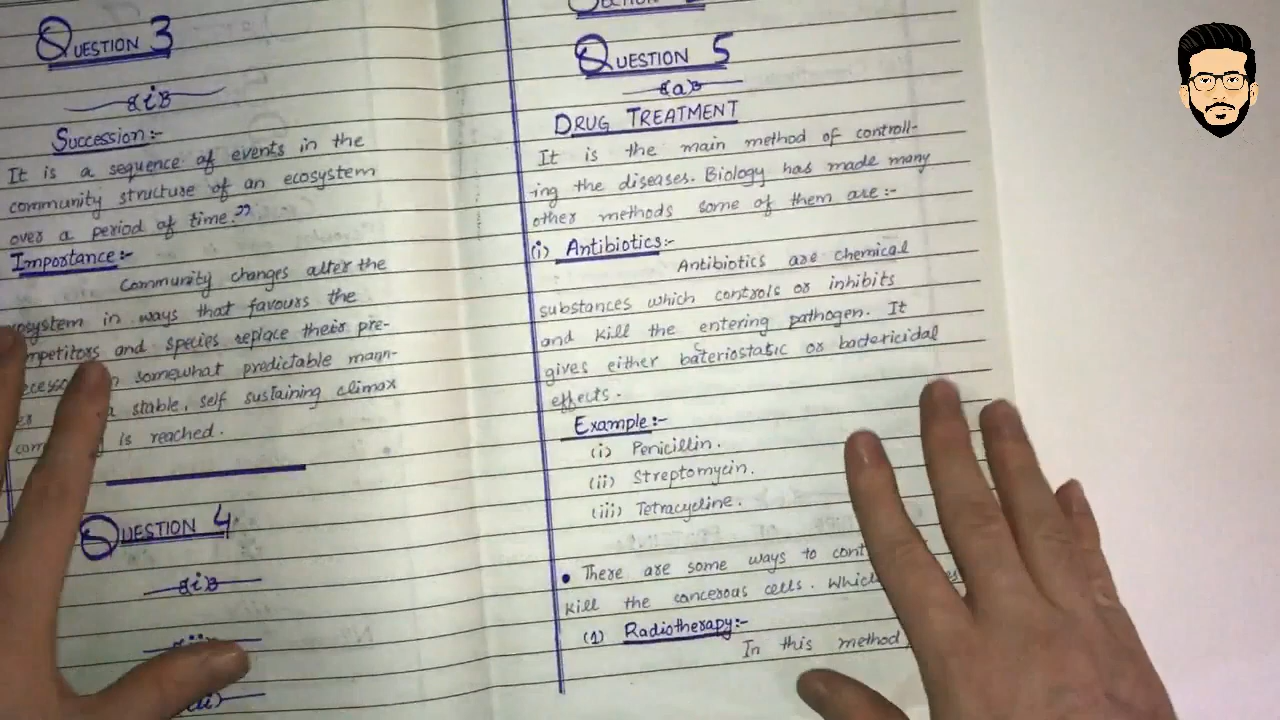 QUESTION 3
(i)
Succession:-
It is a sequence of events in the
community structure of an ecosystem
over a period of time."
Importance:-
Community changes alter the
in ways that favours the
and species replace their pre-
somewhat predictable mann-
stable, self sustaining climax
is reached.
QUESTION 4
(i)
QUESTION 5
(a)
DRUG TREATMENT
It is the main method of controll-
-ing the diseases. Biology has made many
other methods some of them are:-
(i) Antibiotics:-
Antibiotics are chemical
substances which controls or inhibits
and kill the entering pathogen. It
gives either bateriostatic or bactericidal
effects.
Example:-
(i) Penicillin.
(ii) Streptomycin.
(iii) Tetracycline.
• There are some ways to
kill the cancerous cells.
(1) Radiotherapy:-
In this method